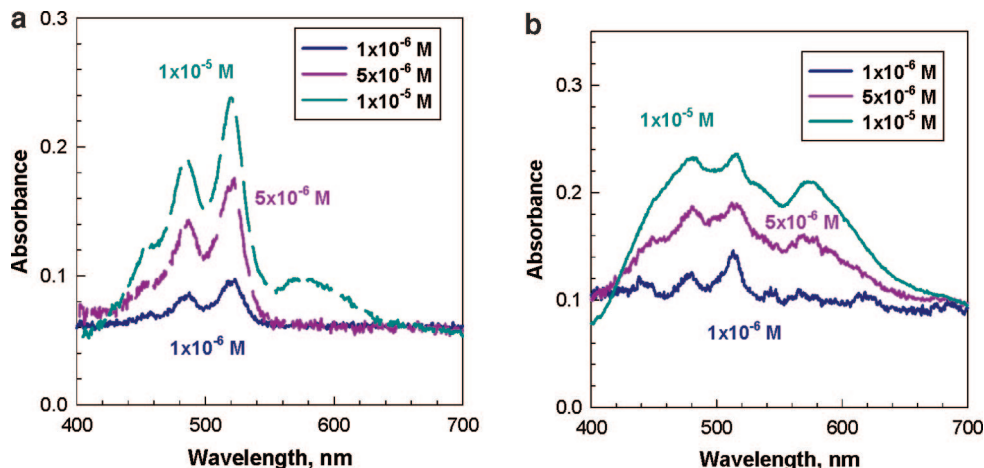 a
0.3
0.2
0.1
0.0
Absorbance
1x10⁻⁶ M
5x10⁻⁶ M
1x10⁻⁵ M
1x10⁻⁵ M
5x10⁻⁶ M
1x10⁻⁶ M
400 500 600 700
Wavelength, nm
b
0.3
0.2
0.1
0.0
Absorbance
1x10⁻⁶ M
5x10⁻⁶ M
1x10⁻⁵ M
1x10⁻⁵ M
5x10⁻⁶ M
1x10⁻⁶ M
400 500 600 700
Wavelength, nm